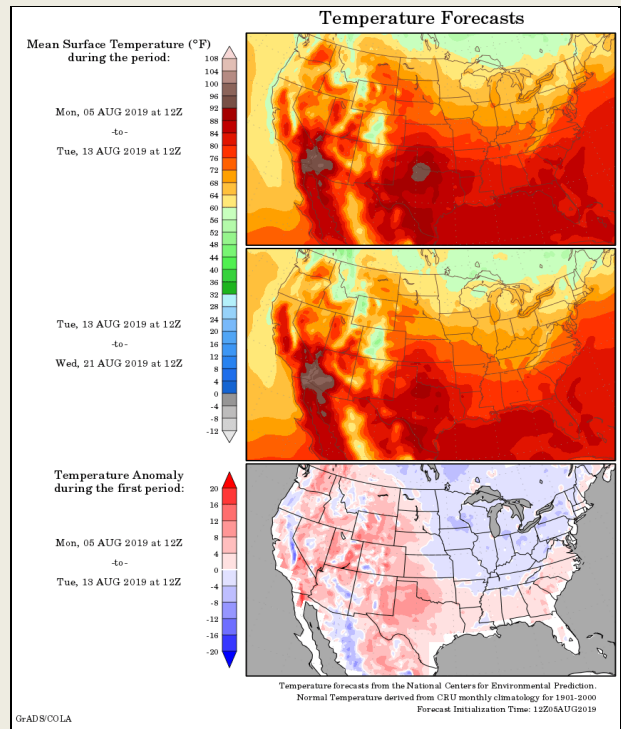 Temperature Forecasts
Mean Surface Temperature (°F)
during the period:
Mon, 05 AUG 2019 at 12Z
-to-
Tue, 13 AUG 2019 at 12Z
108
104
100
96
92
88
84
80
76
72
68
64
60
56
52
48
44
40
36
32
28
24
20
16
12
8
4
0
-4
-8
-12
Tue, 13 AUG 2019 at 12Z
-to-
Wed, 21 AUG 2019 at 12Z
Temperature Anomaly
during the first period:
Mon, 05 AUG 2019 at 12Z
-to-
Tue, 13 AUG 2019 at 12Z
20
16
12
8
4
0
-4
-8
-12
-16
-20
Temperature forecasts from the National Centers for Environmental Prediction.
Normal Temperature derived from CRU monthly climatology for 1901-2000
Forecast Initialization Time: 12Z05AUG2019
GrADS/COLA